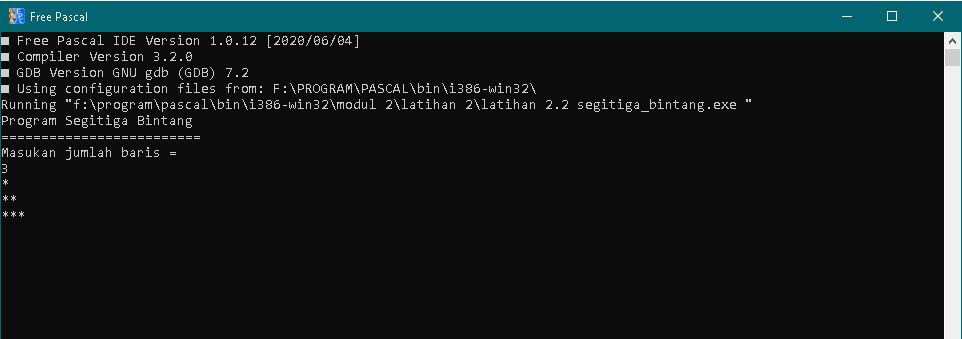 Free Pascal
Free Pascal IDE Version 1.0.12 [2020/06/04]
Compiler Version 3.2.0
GDB Version GNU gdb (GDB) 7.2
Using configuration files from: F:\PROGRAM\PASCAL\bin\i386-win32\
Running "f:\program\pascal\bin\i386-win32\modul 2\latihan 2\latihan 2.2 segitiga_bintang.exe "
Program Segitiga Bintang
=========================
Masukan jumlah baris =
3
*
**
***